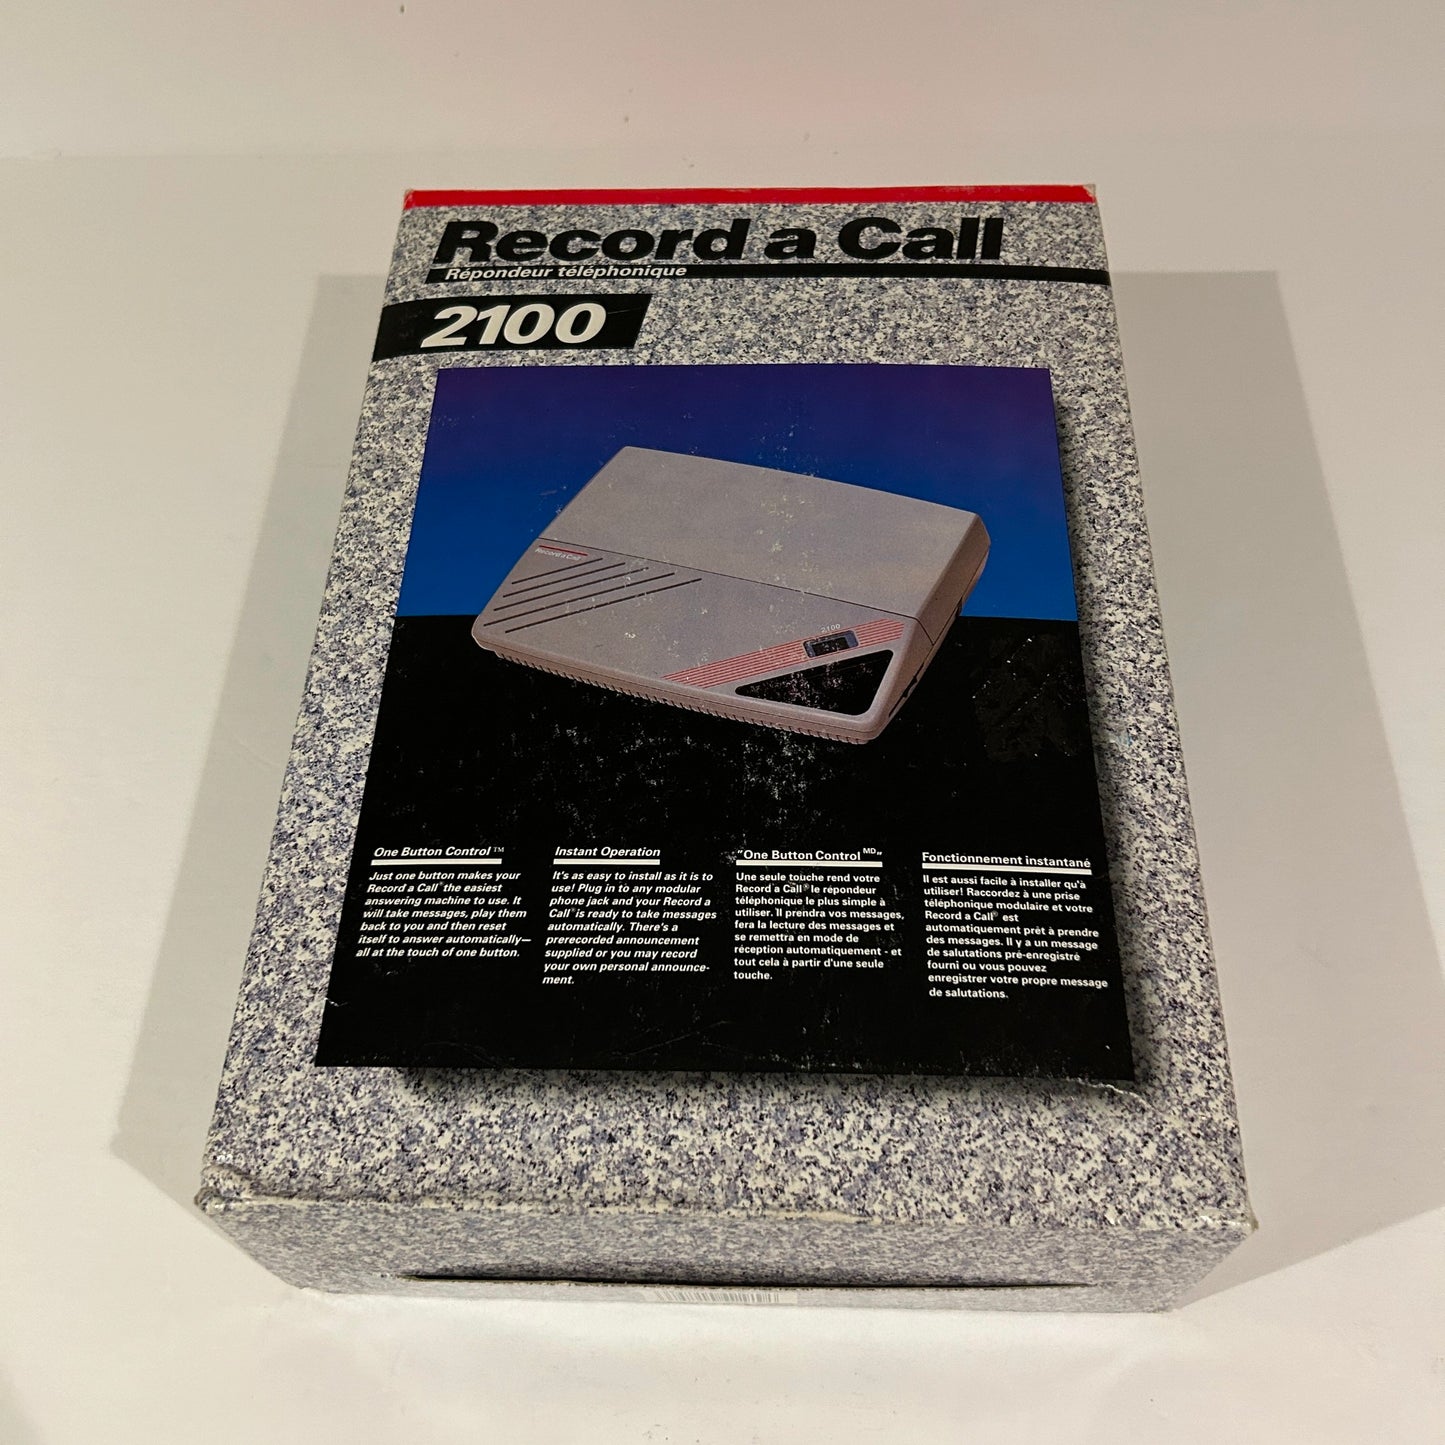 Record a Call
Répondeur téléphonique
2100
Record a Call
2100
One Button Control™
Just one button makes your
Record a Call® the easiest
answering machine to use. It
will take messages, play them
back to you and then reset
itself to answer automatically—
all at the touch of one button.
Instant Operation
It's as easy to install as it is to
use! Plug in to any modular
phone jack and your Record a
Call® is ready to take messages
automatically. There's a
prerecorded announcement
supplied or you may record
your own personal announce-
ment.
"One Button Control MD"
Une seule touche rend votre
Record a Call® le répondeur
téléphonique le plus simple à
utiliser. Il prendra vos messages,
fera la lecture des messages et
se remettra en mode de
réception automatiquement - et
tout cela à partir d'une seule
touche.
Fonctionnement instantané
Il est aussi facile à installer qu'à
utiliser! Raccordez à une prise
téléphonique modulaire et votre
Record a Call® est
automatiquement prèt à prendre
des messages. Il y a un message
de salutations pré-enregistré
fourni ou vous pouvez
enregistrer votre propre message
de salutations.